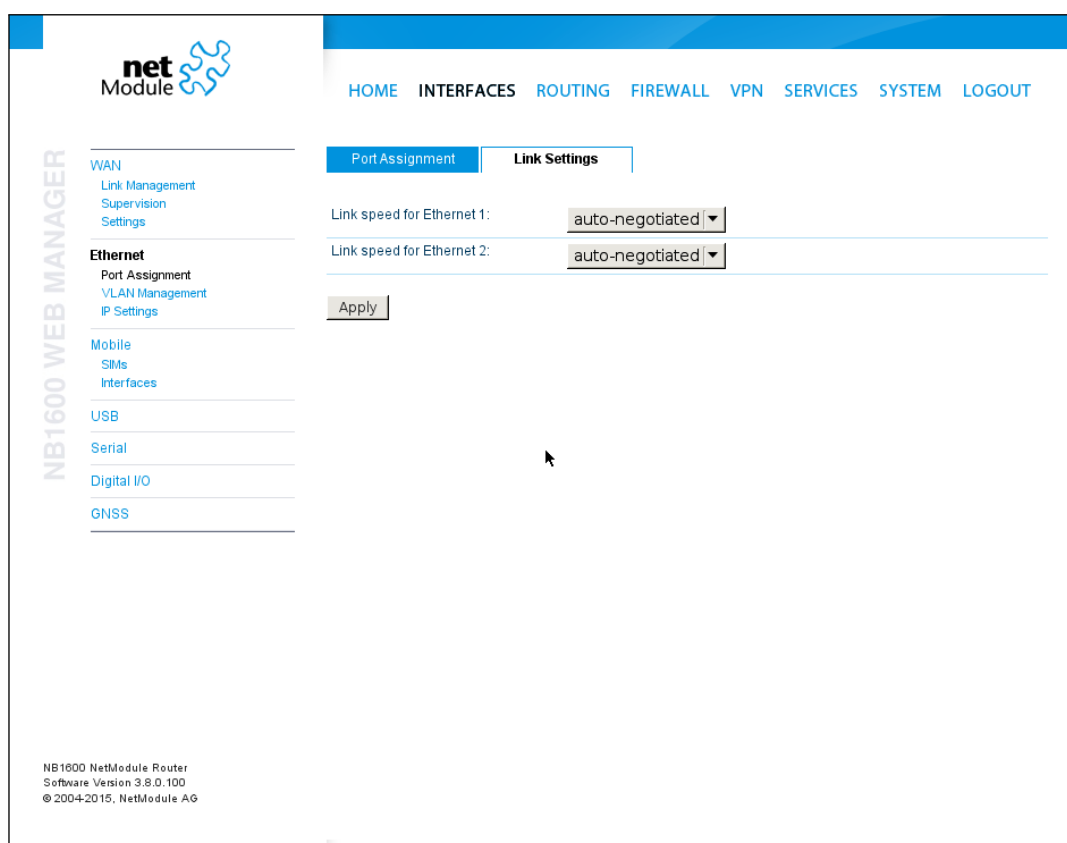 net
Module
HOME INTERFACES ROUTING FIREWALL VPN SERVICES SYSTEM LOGOUT
NB1600 WEB MANAGER
WAN
Link Management
Supervision
Settings
Ethernet
Port Assignment
VLAN Management
IP Settings
Mobile
SIMs
Interfaces
USB
Serial
Digital I/O
GNSS
Port Assignment Link Settings
Link speed for Ethernet 1: auto-negotiated
Link speed for Ethernet 2: auto-negotiated
Apply
NB1600 NetModule Router
Software Version 3.8.0.100
© 2004-2015, NetModule AG